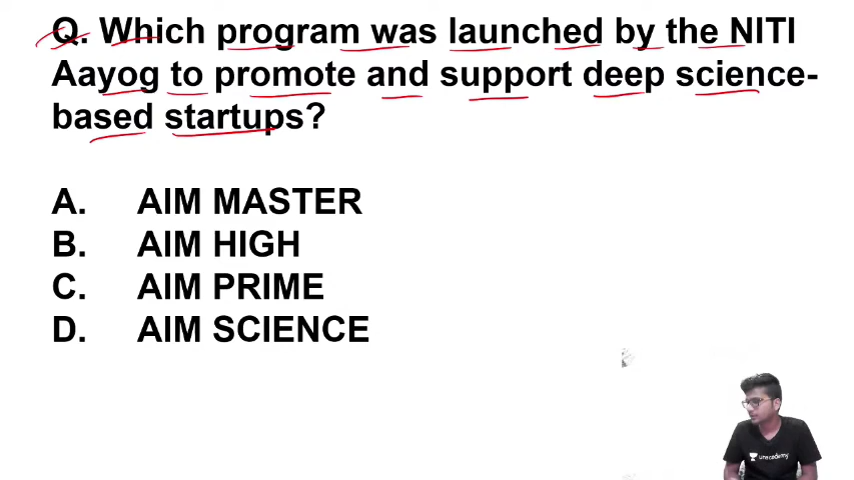 Q. Which program was launched by the NITI
Aayog to promote and support deep science-
based startups?
A. AIM MASTER
B. AIM HIGH
C. AIM PRIME
D. AIM SCIENCE
unacademy